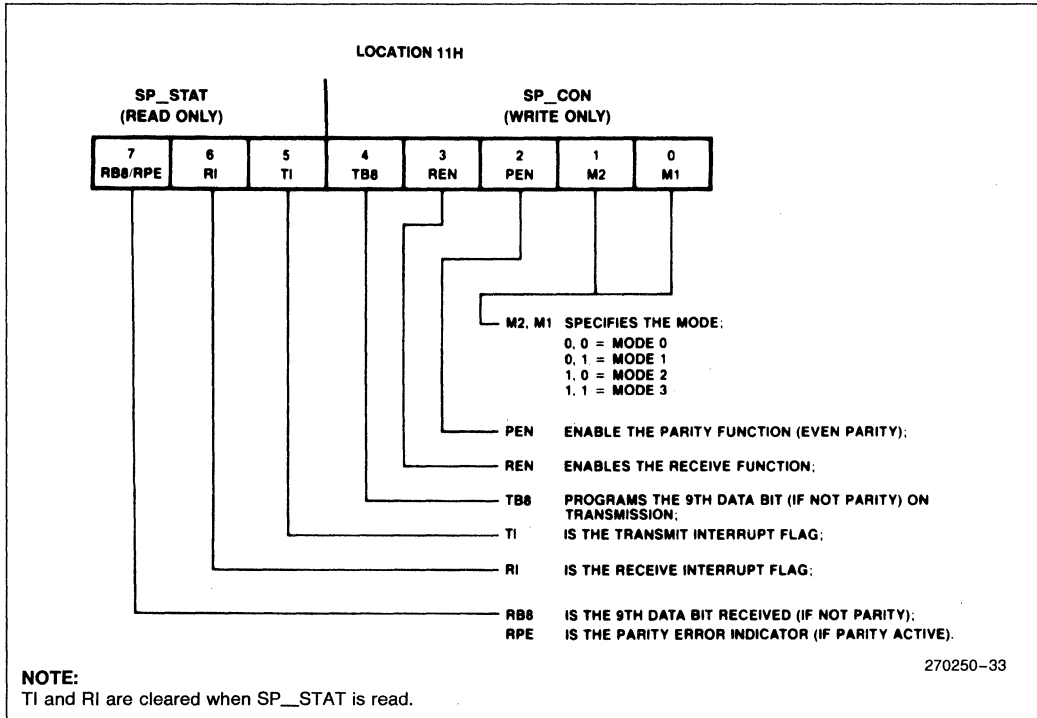 LOCATION 11H
SP__STAT
(READ ONLY)
SP__CON
(WRITE ONLY)
7 6 5 4 3 2 1 0
RB8/RPE RI TI TB8 REN PEN M2 M1
M2, M1 SPECIFIES THE MODE;
0, 0 = MODE 0
0, 1 = MODE 1
1, 0 = MODE 2
1, 1 = MODE 3
PEN ENABLE THE PARITY FUNCTION (EVEN PARITY);
REN ENABLES THE RECEIVE FUNCTION;
TB8 PROGRAMS THE 9TH DATA BIT (IF NOT PARITY) ON
TRANSMISSION;
TI IS THE TRANSMIT INTERRUPT FLAG;
RI IS THE RECEIVE INTERRUPT FLAG;
RB8 IS THE 9TH DATA BIT RECEIVED (IF NOT PARITY);
RPE IS THE PARITY ERROR INDICATOR (IF PARITY ACTIVE).
270250–33
NOTE:
TI and RI are cleared when SP__STAT is read.